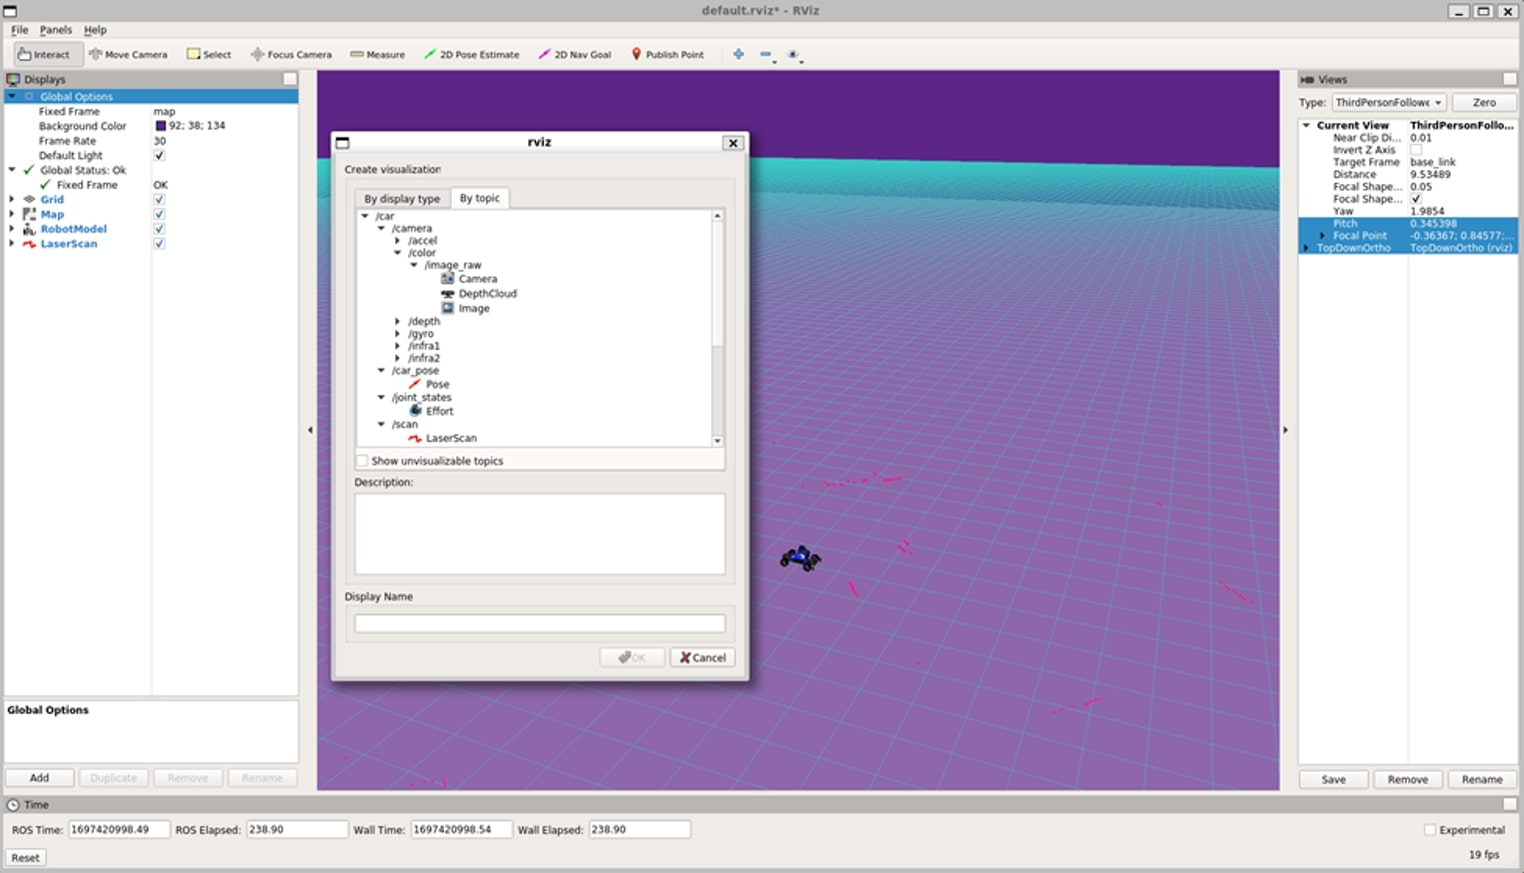 default.rviz* - RViz
File Panels Help
Interact Move Camera Select Focus Camera Measure 2D Pose Estimate 2D Nav Goal Publish Point
Displays
Global Options
Fixed Frame map
Background Color 92; 38; 134
Frame Rate 30
Default Light
Global Status: Ok
Fixed Frame OK
Grid
Map
RobotModel
LaserScan
Global Options
Add Duplicate Remove Rename
rviz
Create visualization
By display type By topic
/car
/camera
/accel
/color
/image_raw
Camera
DepthCloud
Image
/depth
/gyro
/infra1
/infra2
/car_pose
Pose
/joint_states
Effort
/scan
LaserScan
Show unvisualizable topics
Description:
Display Name
OK Cancel
Views
Type: ThirdPersonFollowe Zero
Current View ThirdPersonFollo...
Near Clip Di... 0.01
Invert Z Axis
Target Frame base_link
Distance 9.53489
Focal Shape... 0.05
Focal Shape...
Yaw 1.9854
Pitch 0.345398
Focal Point -0.36367; 0.84577;...
TopDownOrtho TopDownOrtho (rviz)
Save Remove Rename
Time
ROS Time: 1697420998.49 ROS Elapsed: 238.90 Wall Time: 1697420998.54 Wall Elapsed: 238.90 Experimental
Reset 19 fps